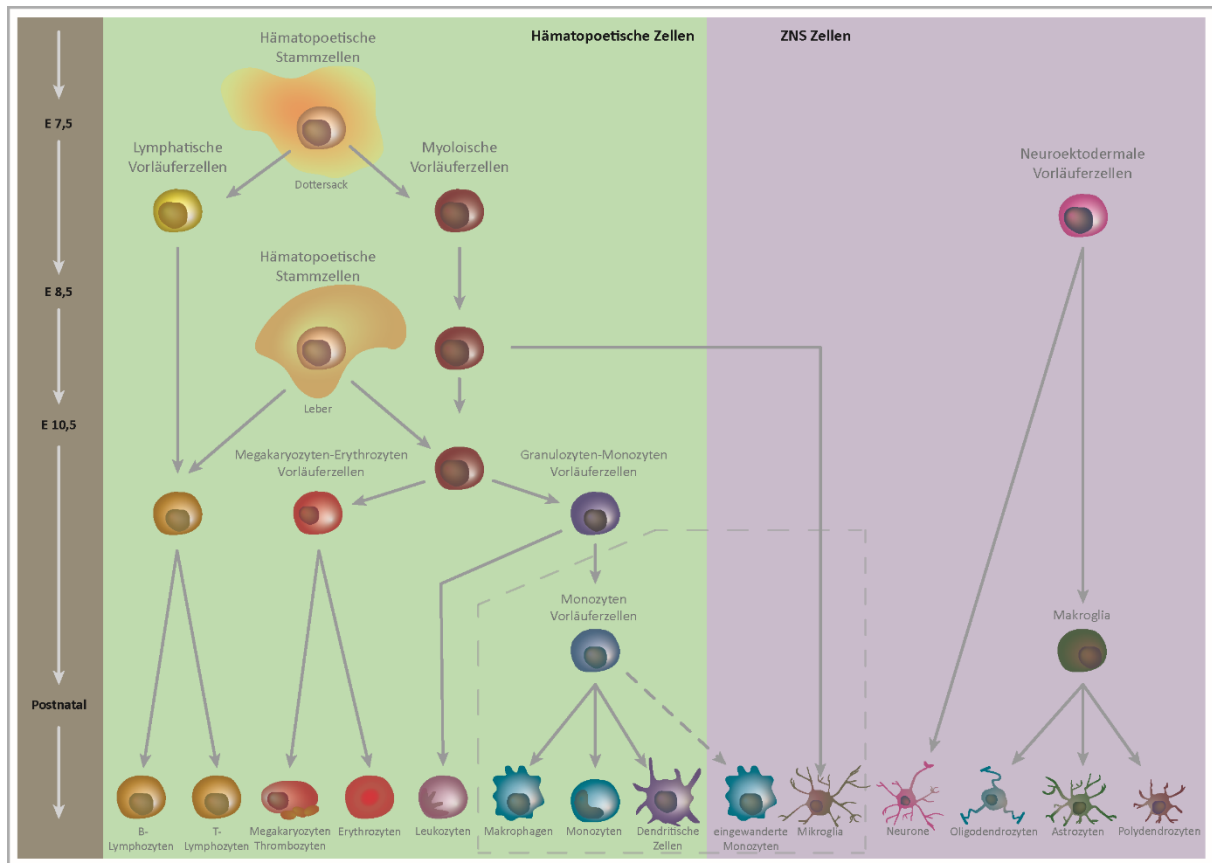 Hämatopoetische Zellen
ZNS Zellen
Hämatopoetische
Stammzellen
E 7,5
Lymphatische
Vorläuferzellen
Myoloische
Vorläuferzellen
Neuroektodermale
Vorläuferzellen
Dottersack
Hämatopoetische
Stammzellen
E 8,5
Leber
E 10,5
Megakaryozyten-Erythrozyten
Vorläuferzellen
Granulozyten-Monozyten
Vorläuferzellen
Monozyten
Vorläuferzellen
Makroglia
Postnatal
B-
Lymphozyten
T-
Lymphozyten
Megakaryozyten
Thrombozyten
Erythrozyten
Leukozyten
Makrophagen
Monozyten
Dendritische
Zellen
eingewanderte
Monozyten
Mikroglia
Neurone
Oligodendrozyten
Astrozyten
Polydendrozyten